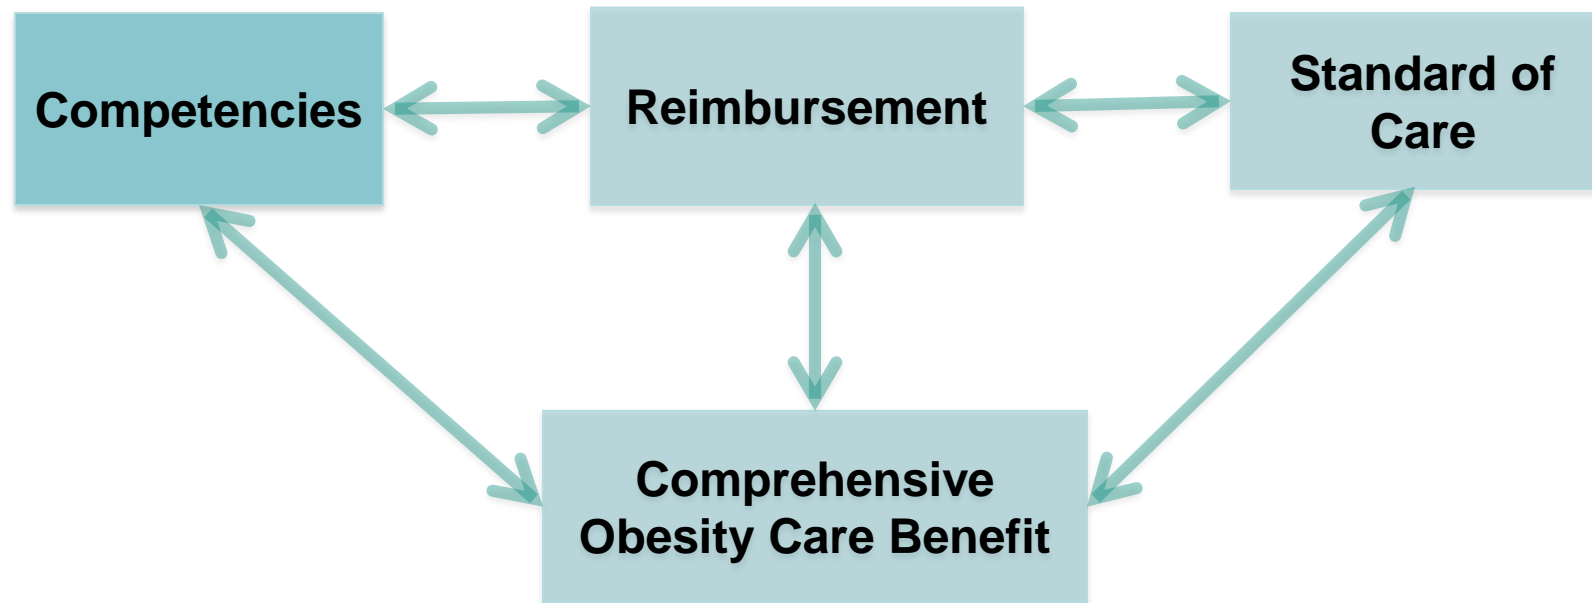 Competencies
Reimbursement
Standard of
Care
Comprehensive
Obesity Care Benefit